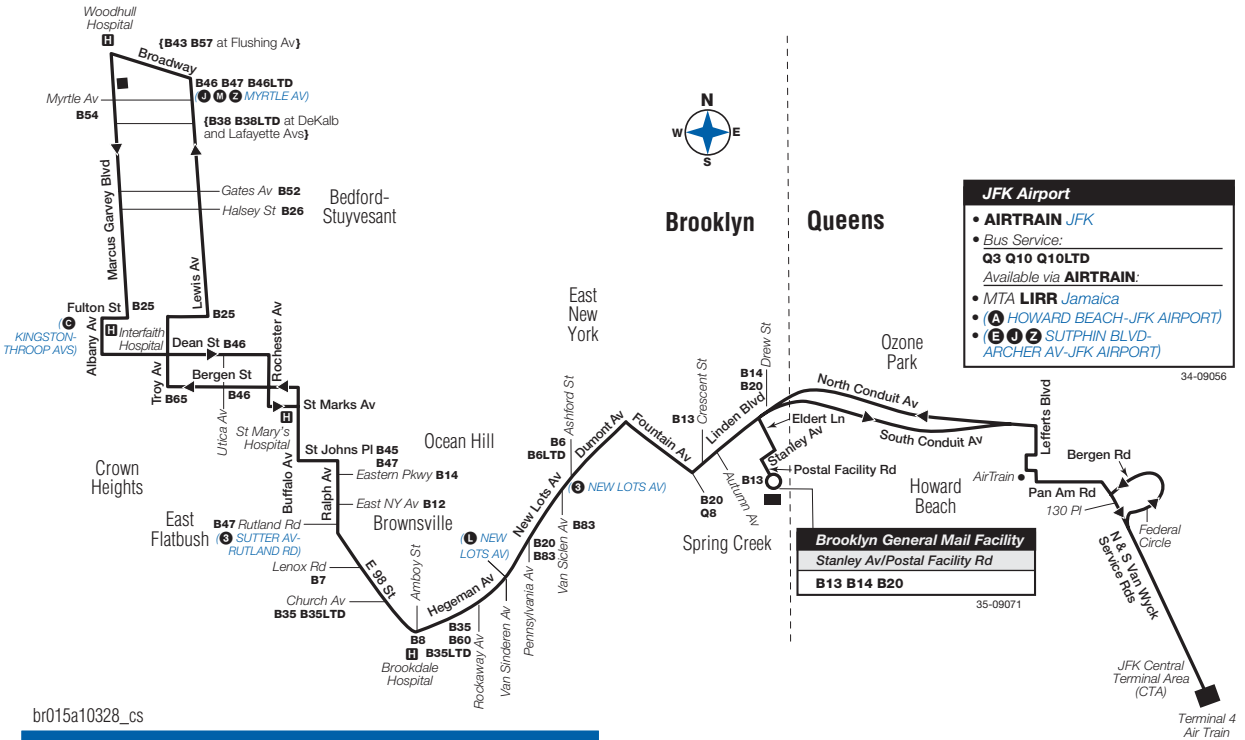 Woodhull
Hospital
H
{B43 B57 at Flushing Av}
Broadway
B46 B47 B46LTD
(J M Z MYRTLE AV)
Myrtle Av
B54
{B38 B38LTD at DeKalb
and Lafayette Avs}
Marcus Garvey Blvd
Gates Av B52
Halsey St B26
Bedford-
Stuyvesant
Lewis Av
Fulton St
B25
B25
(C
KINGSTON-
THROOP AVS)
Albany Av
H Interfaith
Hospital
Dean St B46
Rochester Av
Troy Av
Bergen St
B65
B46
Utica Av
St Marks Av
H
St Mary's
Hospital
Buffalo Av
St Johns Pl B45
B47
Ralph Av
Eastern Pkwy B14
East NY Av B12
Ocean Hill
Crown
Heights
East
Flatbush
Brownsville
B47 Rutland Rd
(3 SUTTER AV-
RUTLAND RD)
Lenox Rd
B7
Church Av
B35 B35LTD
E 98 St
Amboy St
B8
H
Brookdale
Hospital
Hegeman Av
B35
B60
B35LTD
Rockaway Av
(L NEW
LOTS AV)
Van Sinderen Av
New Lots Av
B20
B83
Pennsylvania Av
Van Siclen Av
B83
B6
B6LTD
Ashford St
(3 NEW LOTS AV)
Dumont Av
East
New
York
Fountain Av
B13
Crescent St
B20
Q8
Linden Blvd
Autumn Av
Spring Creek
B14
B20
Drew St
Eldert Ln
Stanley Av
Postal Facility Rd
B13
N
W
E
S
Brooklyn
Queens
Ozone
Park
North Conduit Av
South Conduit Av
Lefferts Blvd
Howard
Beach
AirTrain
Pan Am Rd
130 Pl
Bergen Rd
Federal
Circle
N & S Van Wyck
Service Rds
JFK Central
Terminal Area
(CTA)
Terminal 4
Air Train
JFK Airport
• AIRTRAIN JFK
• Bus Service:
Q3 Q10 Q10LTD
Available via AIRTRAIN:
• MTA LIRR Jamaica
• (A HOWARD BEACH-JFK AIRPORT)
• (E J Z SUTPHIN BLVD-
ARCHER AV-JFK AIRPORT)
34-09056
Brooklyn General Mail Facility
Stanley Av/Postal Facility Rd
B13 B14 B20
35-09071
br015a10328_cs